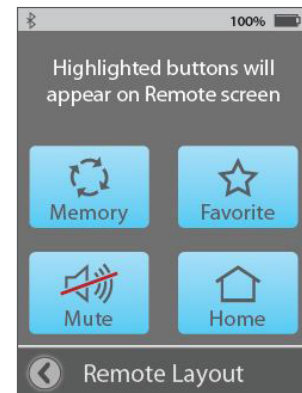 100%
Highlighted buttons will
appear on Remote screen
Memory
Favorite
Mute
Home
Remote Layout